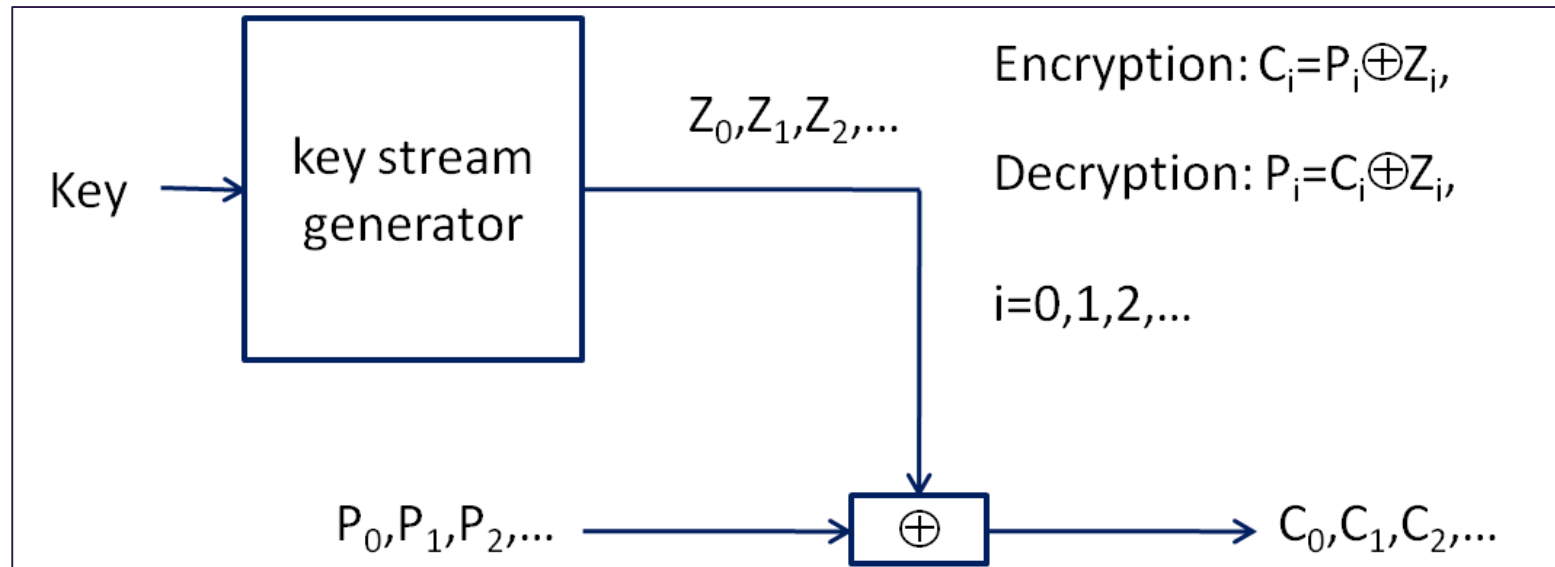 Key
key stream
generator
Z₀,Z₁,Z₂,...
Encryption: Cᵢ=Pᵢ⊕Zᵢ,
Decryption: Pᵢ=Cᵢ⊕Zᵢ,
i=0,1,2,...
P₀,P₁,P₂,...
⊕
C₀,C₁,C₂,...